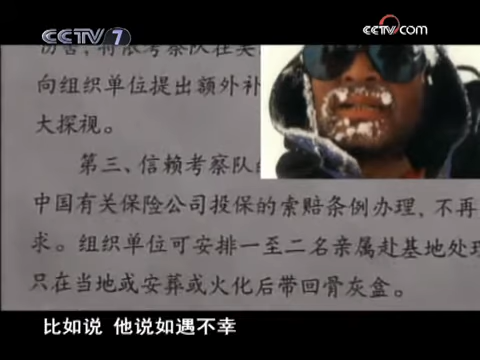 CCTV 7
CCTV.com
伤害，将依考察队在美
向组织单位提出额外补
大探视。
第三、信赖考察队的
中国有关保险公司投保的索赔条例办理，不再
求。组织单位可安排一至二名亲属赴基地处理
只在当地或安葬或火化后带回骨灰盒。
比如说 他说如遇不幸